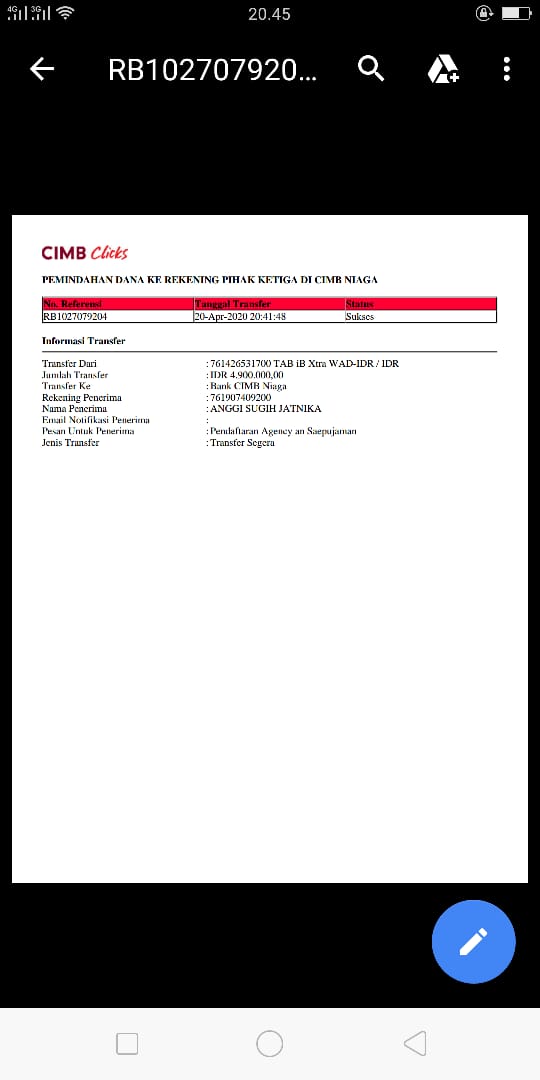 4G 3G 20.45
RB102707920...
CIMB Clicks
PEMINDAHAN DANA KE REKENING PIHAK KETIGA DI CIMB NIAGA
No. Referensi Tanggal Transfer Status
RB1027079204 20-Apr-2020 20:41:48 Sukses
Informasi Transfer
Transfer Dari : 761426531700 TAB iB Xtra WAD-IDR / IDR
Jumlah Transfer : IDR 4.900.000,00
Transfer Ke : Bank CIMB Niaga
Rekening Penerima : 761907409200
Nama Penerima : ANGGI SUGIH JATNIKA
Email Notifikasi Penerima :
Pesan Untuk Penerima : Pendaftaran Agency an Saepujaman
Jenis Transfer : Transfer Segera